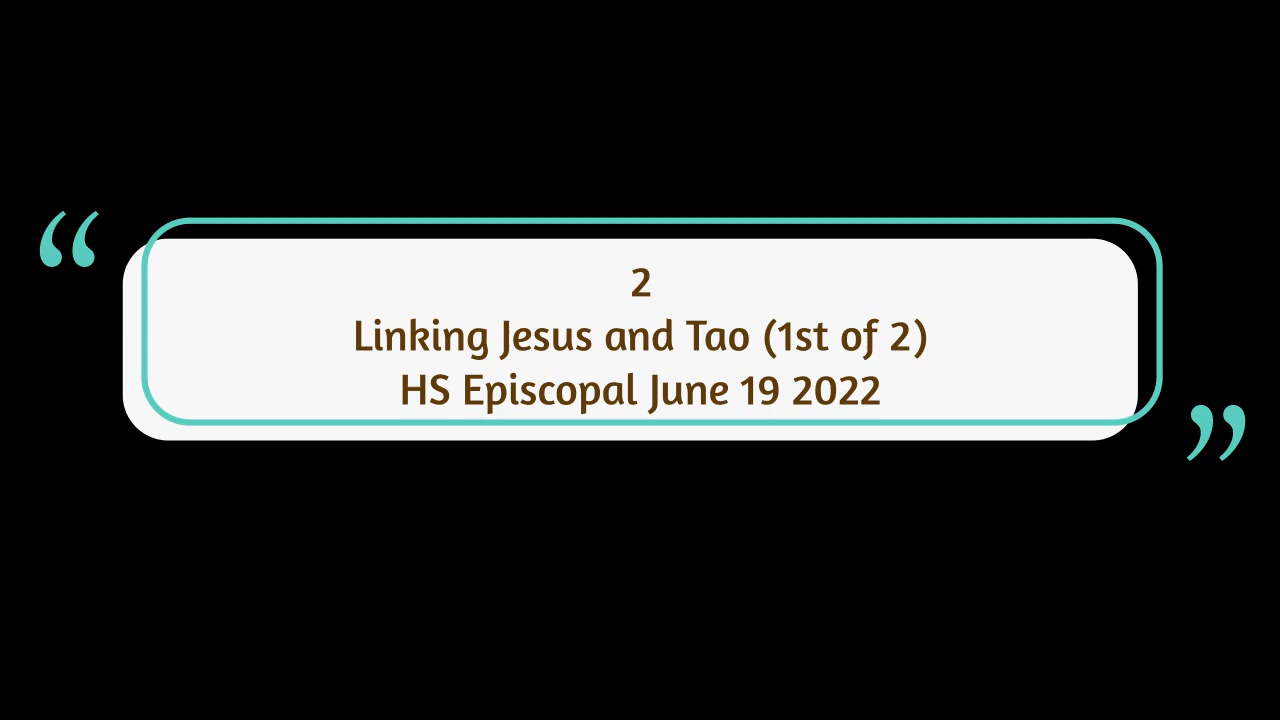 “
2
Linking Jesus and Tao (1st of 2)
HS Episcopal June 19 2022
”